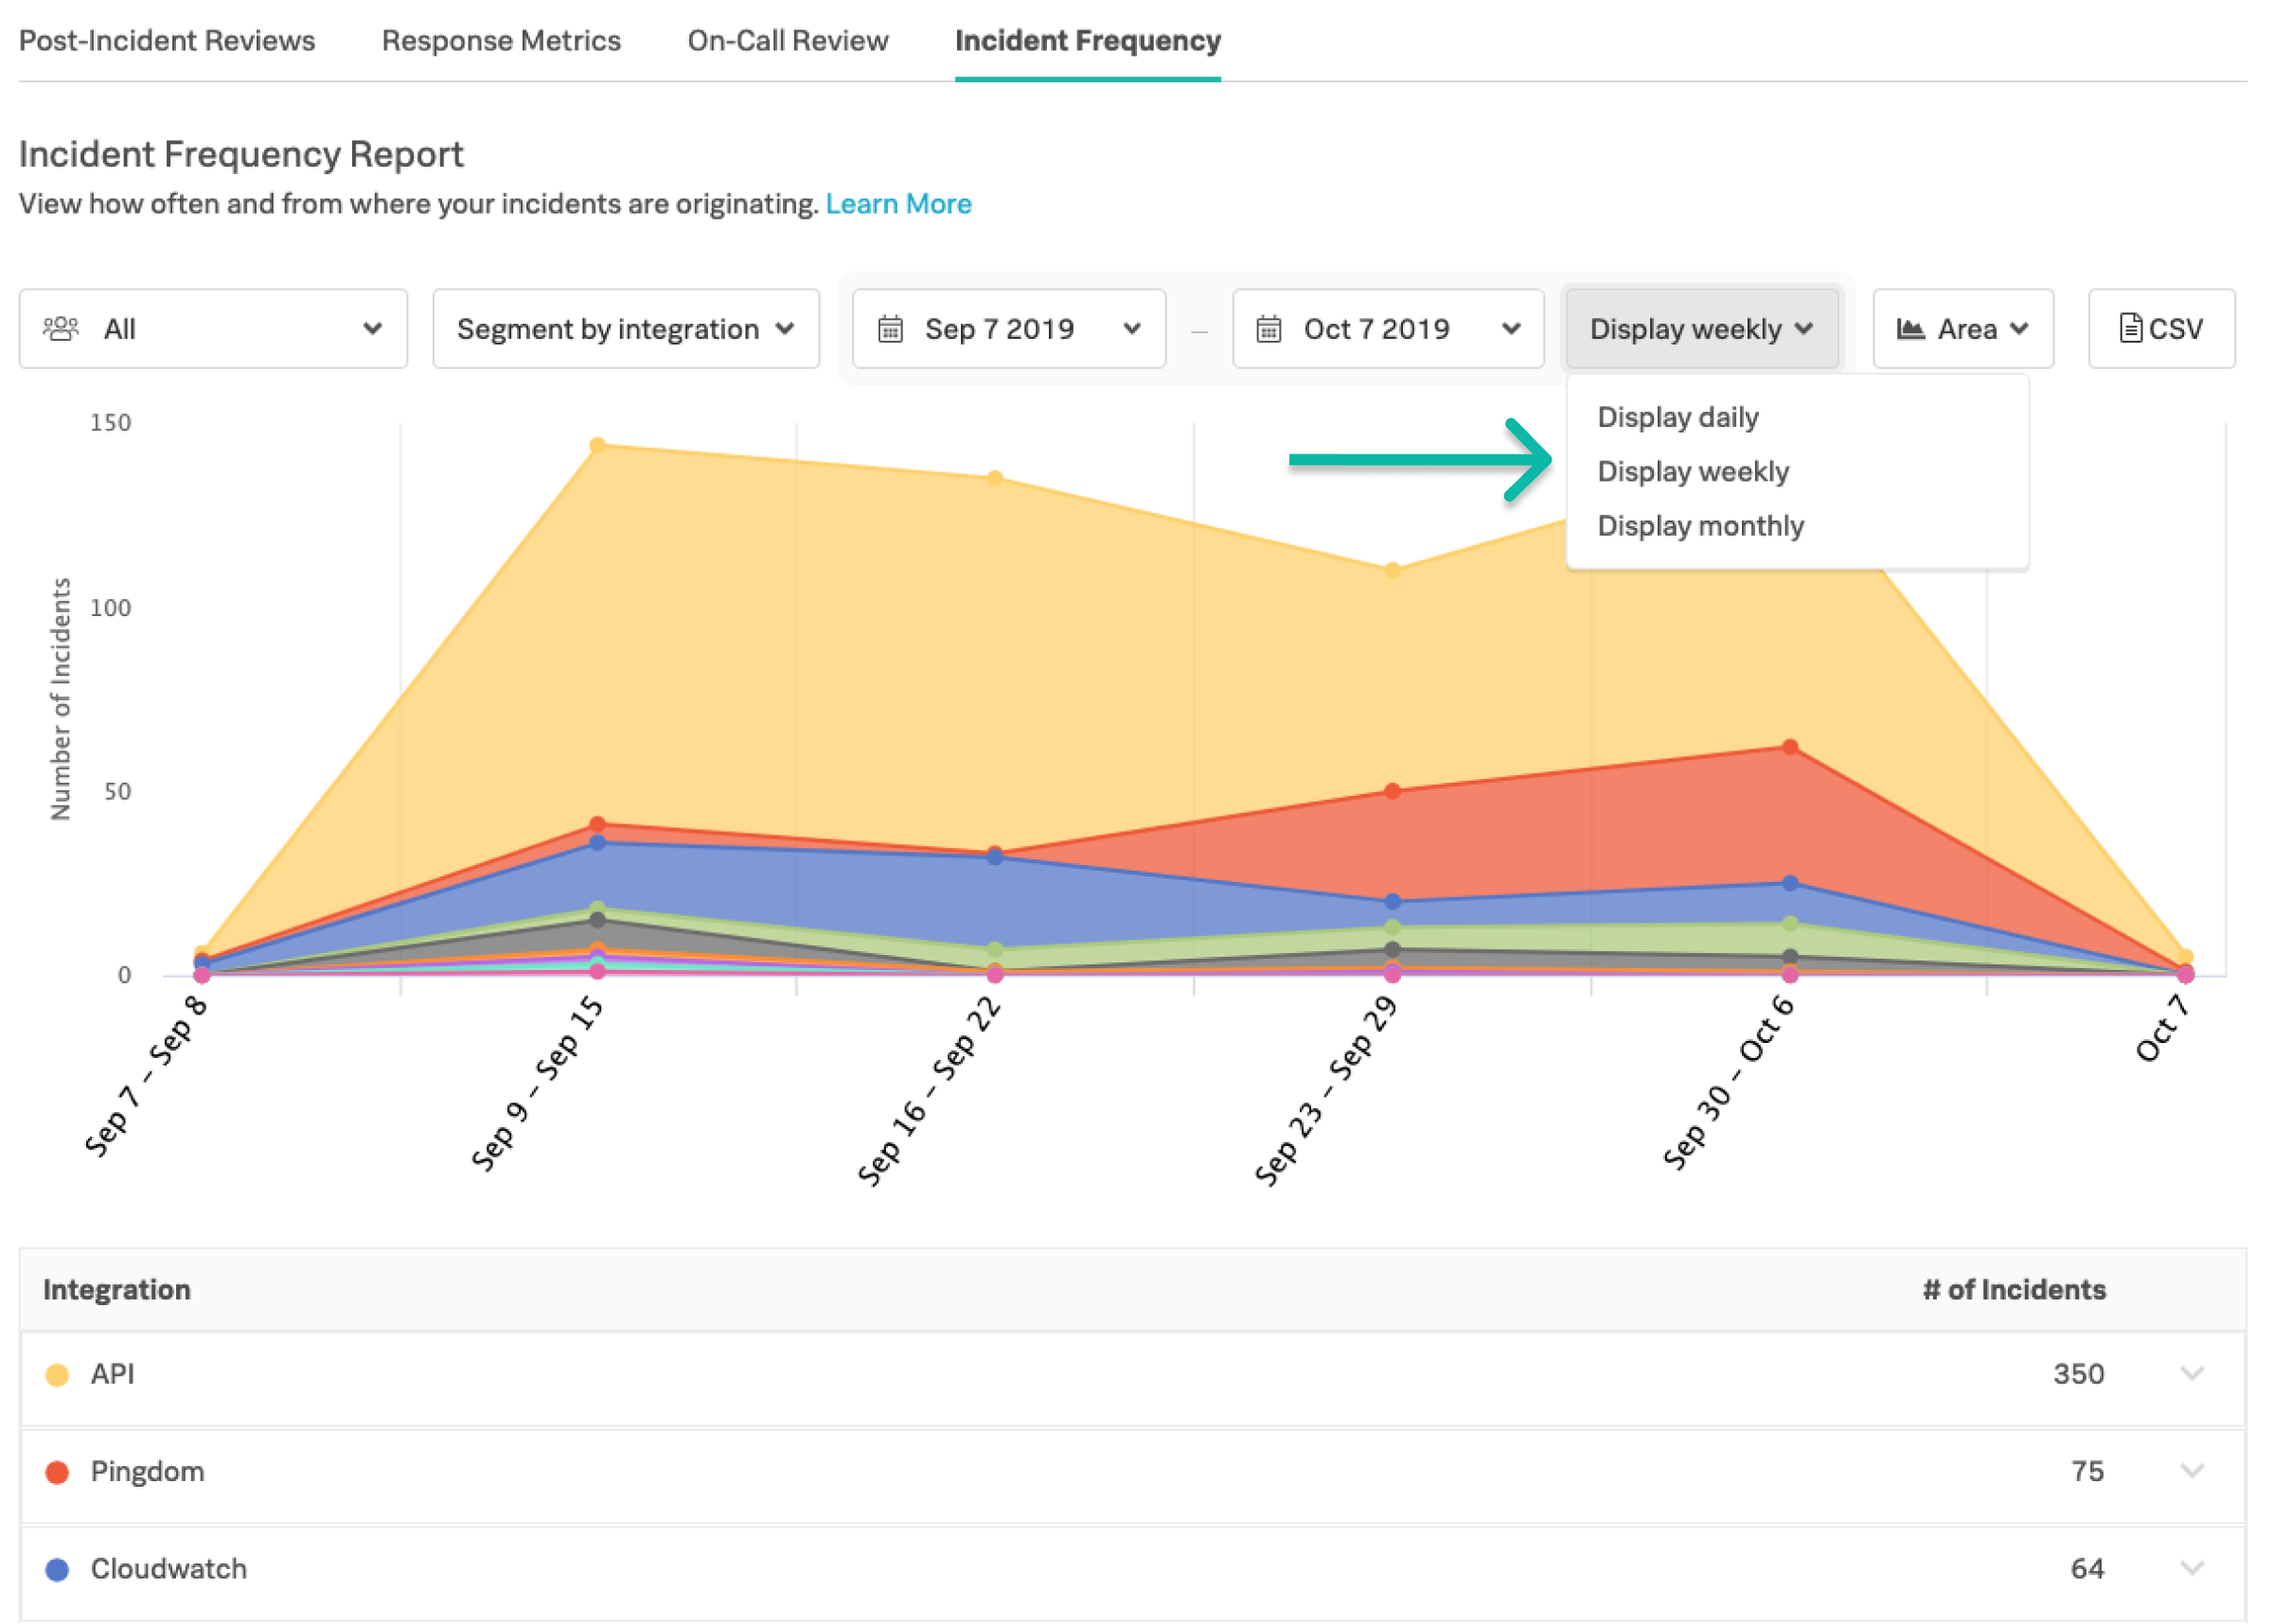 Post-Incident Reviews Response Metrics On-Call Review Incident Frequency
Incident Frequency Report
View how often and from where your incidents are originating. Learn More
All Segment by integration Sep 7 2019 – Oct 7 2019 Display weekly Area CSV
Display daily
Display weekly
Display monthly
150
100
50
0
Number of Incidents
Sep 7 – Sep 8
Sep 9 – Sep 15
Sep 16 – Sep 22
Sep 23 – Sep 29
Sep 30 – Oct 6
Oct 7
Integration # of Incidents
API 350
Pingdom 75
Cloudwatch 64